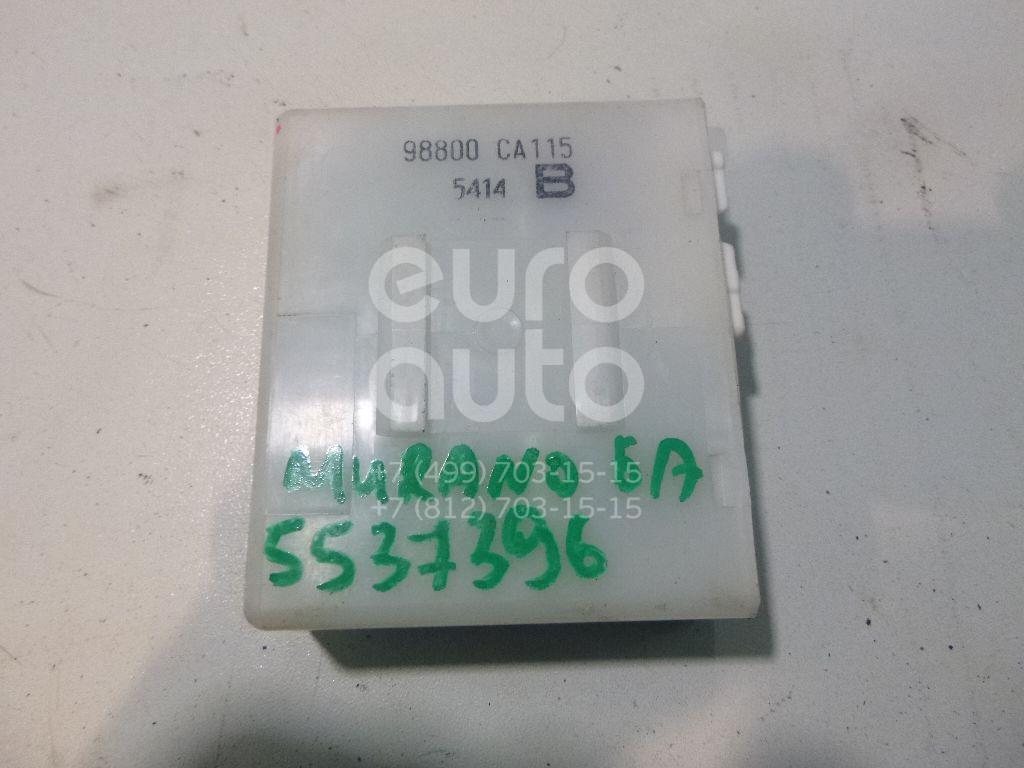 98800 CA115
5414 B
euro
auto
MURANO EA
+7 (499) 703-15-15
+7 (812) 703-15-15
5537396